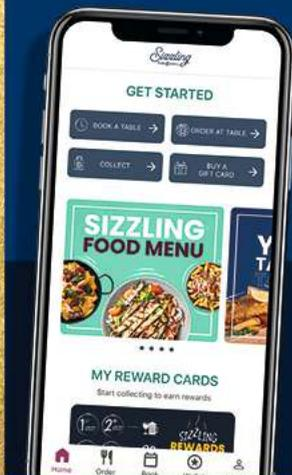 Sizzling
GET STARTED
BOOK A TABLE
ORDER AT TABLE
COLLECT
BUY A
GIFT CARD
SIZZLING
FOOD MENU
MY REWARD CARDS
Start collecting to earn rewards
SIZZLING
REWARDS
Home
Order
Book